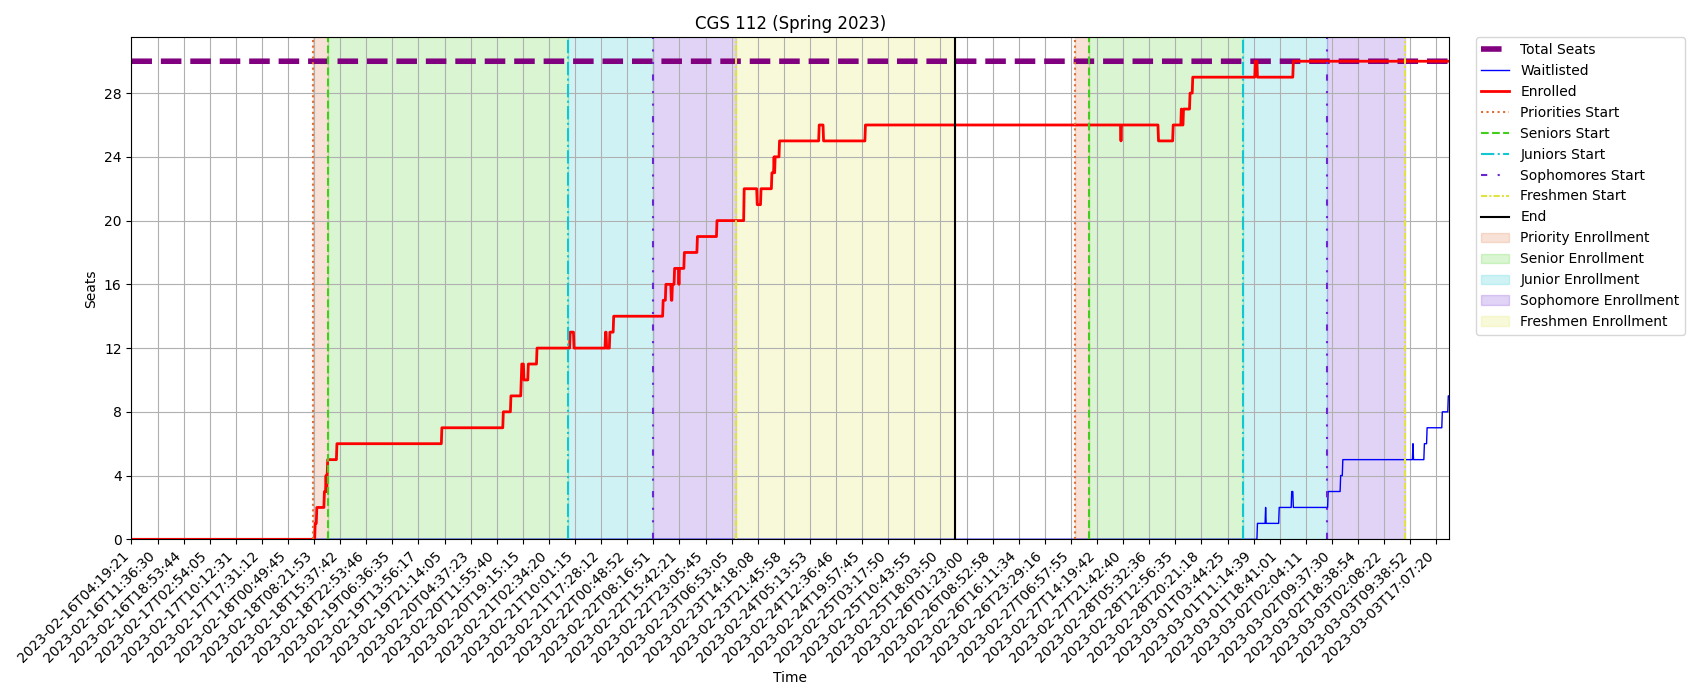 CGS 112 (Spring 2023)
Seats
0
4
8
12
16
20
24
28
2023-02-16T04:19:21
2023-02-16T11:36:30
2023-02-16T18:53:44
2023-02-17T02:54:05
2023-02-17T10:12:31
2023-02-17T17:31:12
2023-02-18T00:49:45
2023-02-18T08:21:53
2023-02-18T15:37:42
2023-02-18T22:53:46
2023-02-19T06:36:35
2023-02-19T13:56:17
2023-02-19T21:14:05
2023-02-20T04:37:23
2023-02-20T11:55:40
2023-02-20T19:15:15
2023-02-21T02:34:20
2023-02-21T10:01:15
2023-02-21T17:28:12
2023-02-22T00:48:52
2023-02-22T08:16:51
2023-02-22T15:42:21
2023-02-22T23:05:45
2023-02-23T06:53:05
2023-02-23T14:18:08
2023-02-23T21:45:58
2023-02-24T05:13:53
2023-02-24T12:36:46
2023-02-24T19:57:45
2023-02-25T03:17:50
2023-02-25T10:43:55
2023-02-25T18:03:50
2023-02-26T01:23:00
2023-02-26T08:52:58
2023-02-26T16:11:34
2023-02-26T23:29:16
2023-02-27T06:57:55
2023-02-27T14:19:42
2023-02-27T21:42:40
2023-02-28T05:32:36
2023-02-28T12:56:35
2023-02-28T20:21:18
2023-03-01T03:44:25
2023-03-01T11:14:39
2023-03-01T18:41:01
2023-03-02T02:04:11
2023-03-02T09:37:30
2023-03-02T18:38:54
2023-03-03T02:08:22
2023-03-03T09:38:52
2023-03-03T17:07:20
Time
Total Seats
Waitlisted
Enrolled
Priorities Start
Seniors Start
Juniors Start
Sophomores Start
Freshmen Start
End
Priority Enrollment
Senior Enrollment
Junior Enrollment
Sophomore Enrollment
Freshmen Enrollment